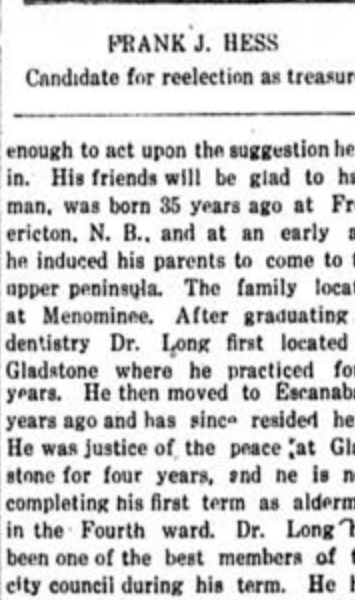 FRANK J. HESS
Candidate for reelection as treasur
enough to act upon the suggestion he
in. His friends will be glad to ha
man, was born 35 years ago at Fr
ericton, N. B., and at an early a
he induced his parents to come to t
upper peninsula. The family locat
at Menominee. After graduating
dentistry Dr. Long first located
Gladstone where he practiced fo
years. He then moved to Escanab
years ago and has since resided he
He was justice of the peace at Gla
stone for four years, and he is n
completing his first term as alderm
in the Fourth ward. Dr. Long h
been one of the best members of t
city council during his term. He h